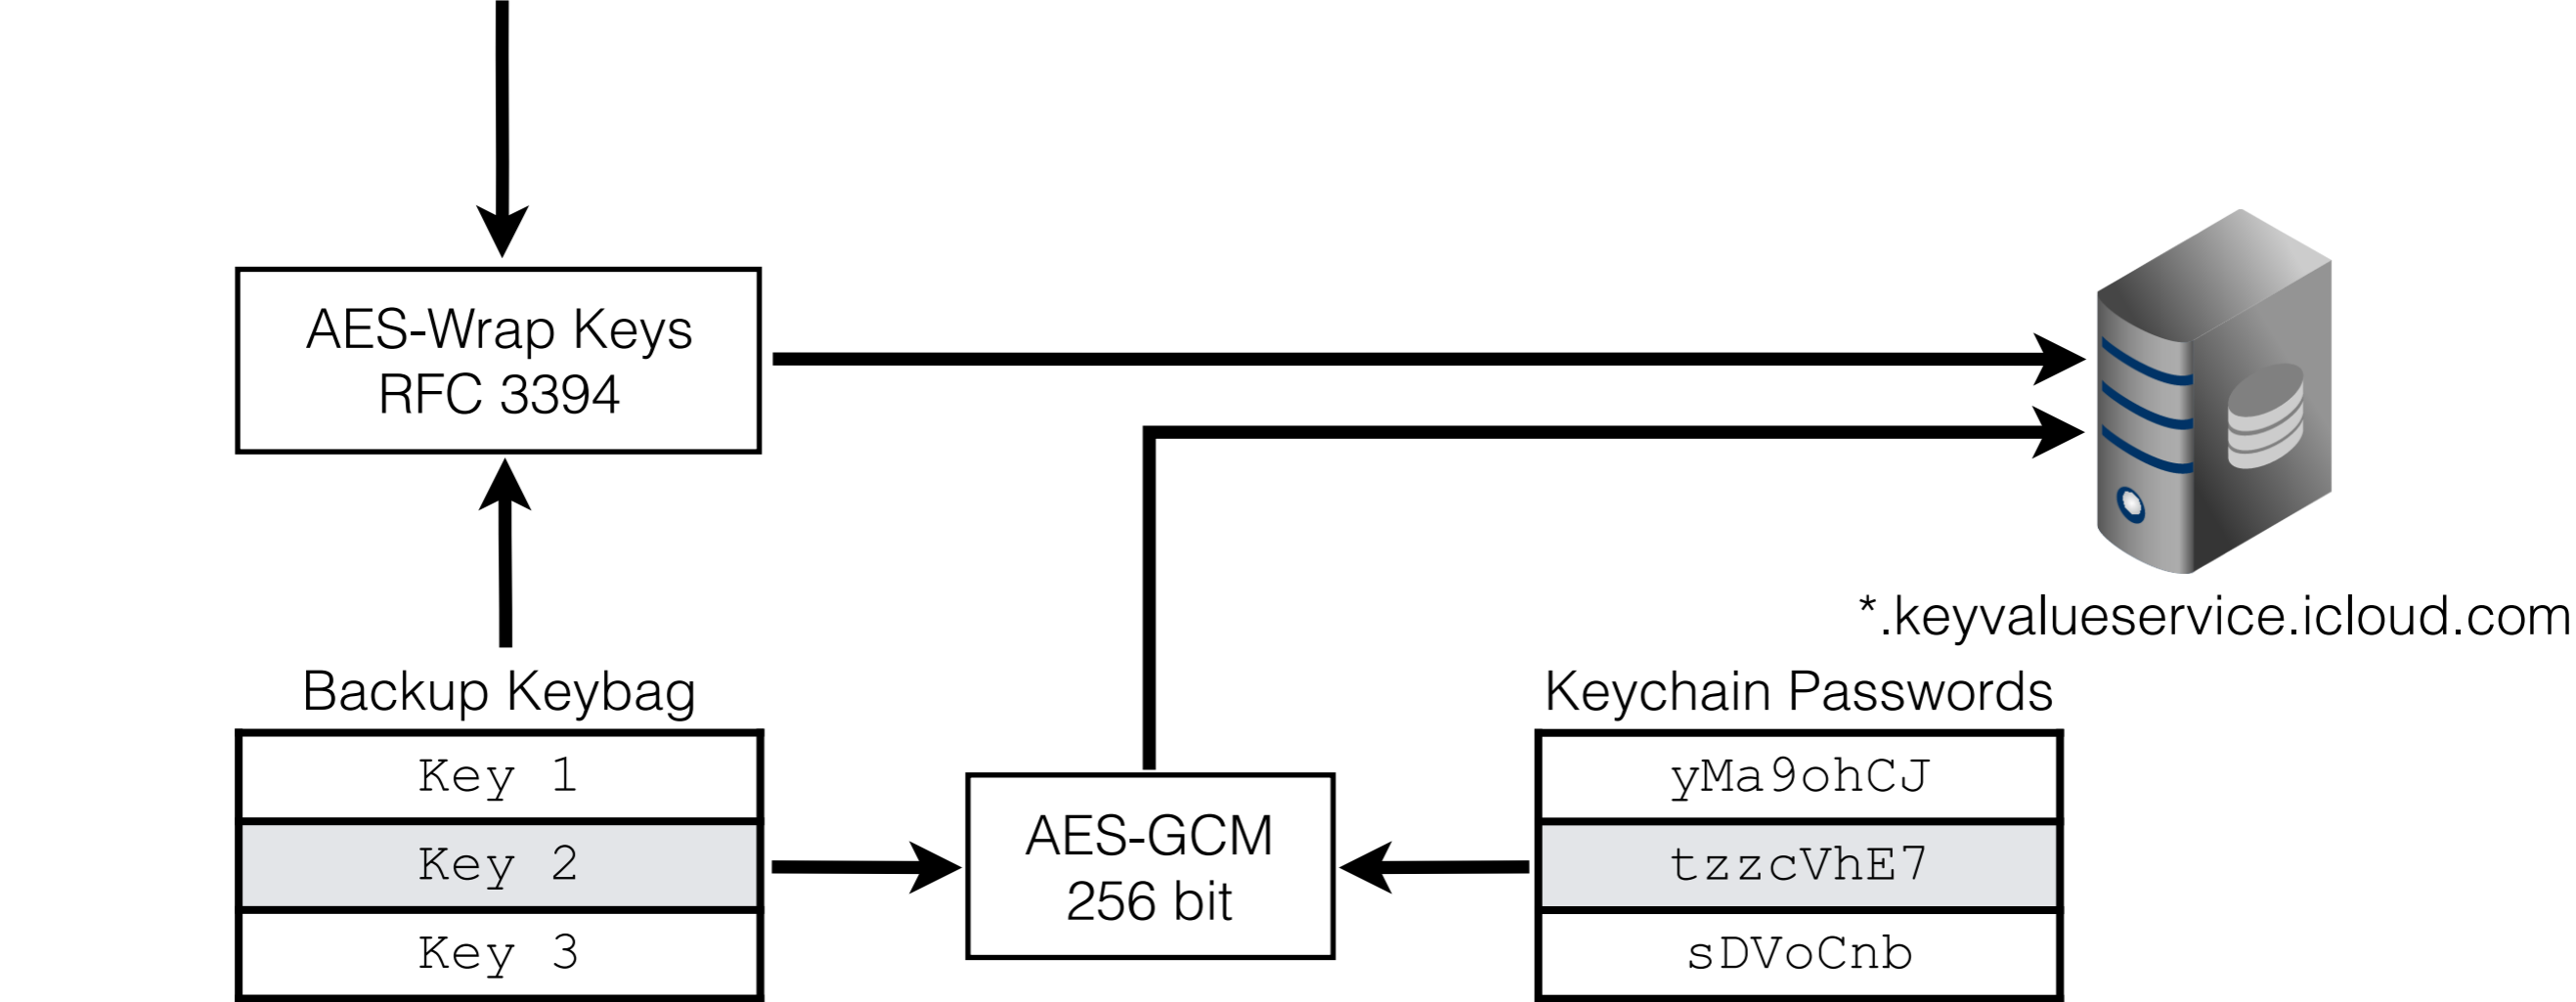 AES-Wrap Keys
RFC 3394
*.keyvalueservice.icloud.com
Backup Keybag
Key 1
Key 2
Key 3
AES-GCM
256 bit
Keychain Passwords
yMa9ohCJ
tzzcVhE7
sDVoCnb